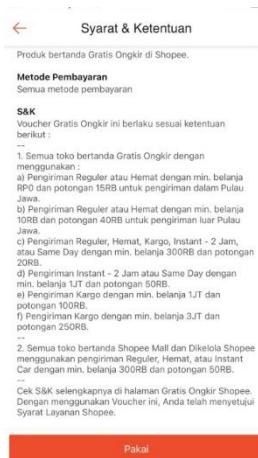 Syarat & Ketentuan
Produk bertanda Gratis Ongkir di Shopee.
Metode Pembayaran
Semua metode pembayaran
S&K
Voucher Gratis Ongkir ini berlaku sesuai ketentuan
berikut :
--
1. Semua toko bertanda Gratis Ongkir dengan
menggunakan :
a) Pengiriman Reguler atau Hemat dengan min. belanja
RP0 dan potongan 15RB untuk pengiriman dalam Pulau
Jawa.
b) Pengiriman Reguler atau Hemat dengan min. belanja
10RB dan potongan 40RB untuk pengiriman luar Pulau
Jawa.
c) Pengiriman Reguler, Hemat, Kargo, Instant - 2 Jam,
atau Same Day dengan min. belanja 300RB dan potongan
20RB.
d) Pengiriman Instant - 2 Jam atau Same Day dengan
min. belanja 1JT dan potongan 50RB.
e) Pengiriman Kargo dengan min. belanja 1JT dan
potongan 100RB.
f) Pengiriman Kargo dengan min. belanja 3JT dan
potongan 250RB.
--
2. Semua toko bertanda Shopee Mall dan Dikelola Shopee
menggunakan pengiriman Reguler, Hemat, atau Instant
Car dengan min. belanja 300RB dan potongan 50RB.
--
Cek S&K selengkapnya di halaman Gratis Ongkir Shopee.
Dengan menggunakan Voucher ini, Anda telah menyetujui
Syarat Layanan Shopee.
Pakai